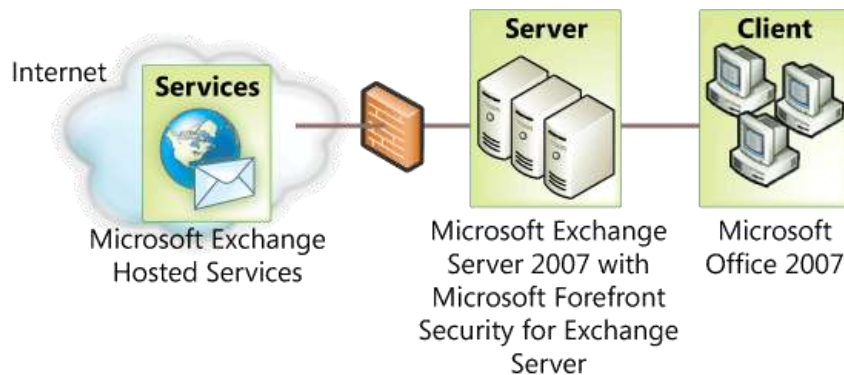 Internet
Services
Microsoft Exchange
Hosted Services
Server
Microsoft Exchange
Server 2007 with
Microsoft Forefront
Security for Exchange
Server
Client
Microsoft
Office 2007